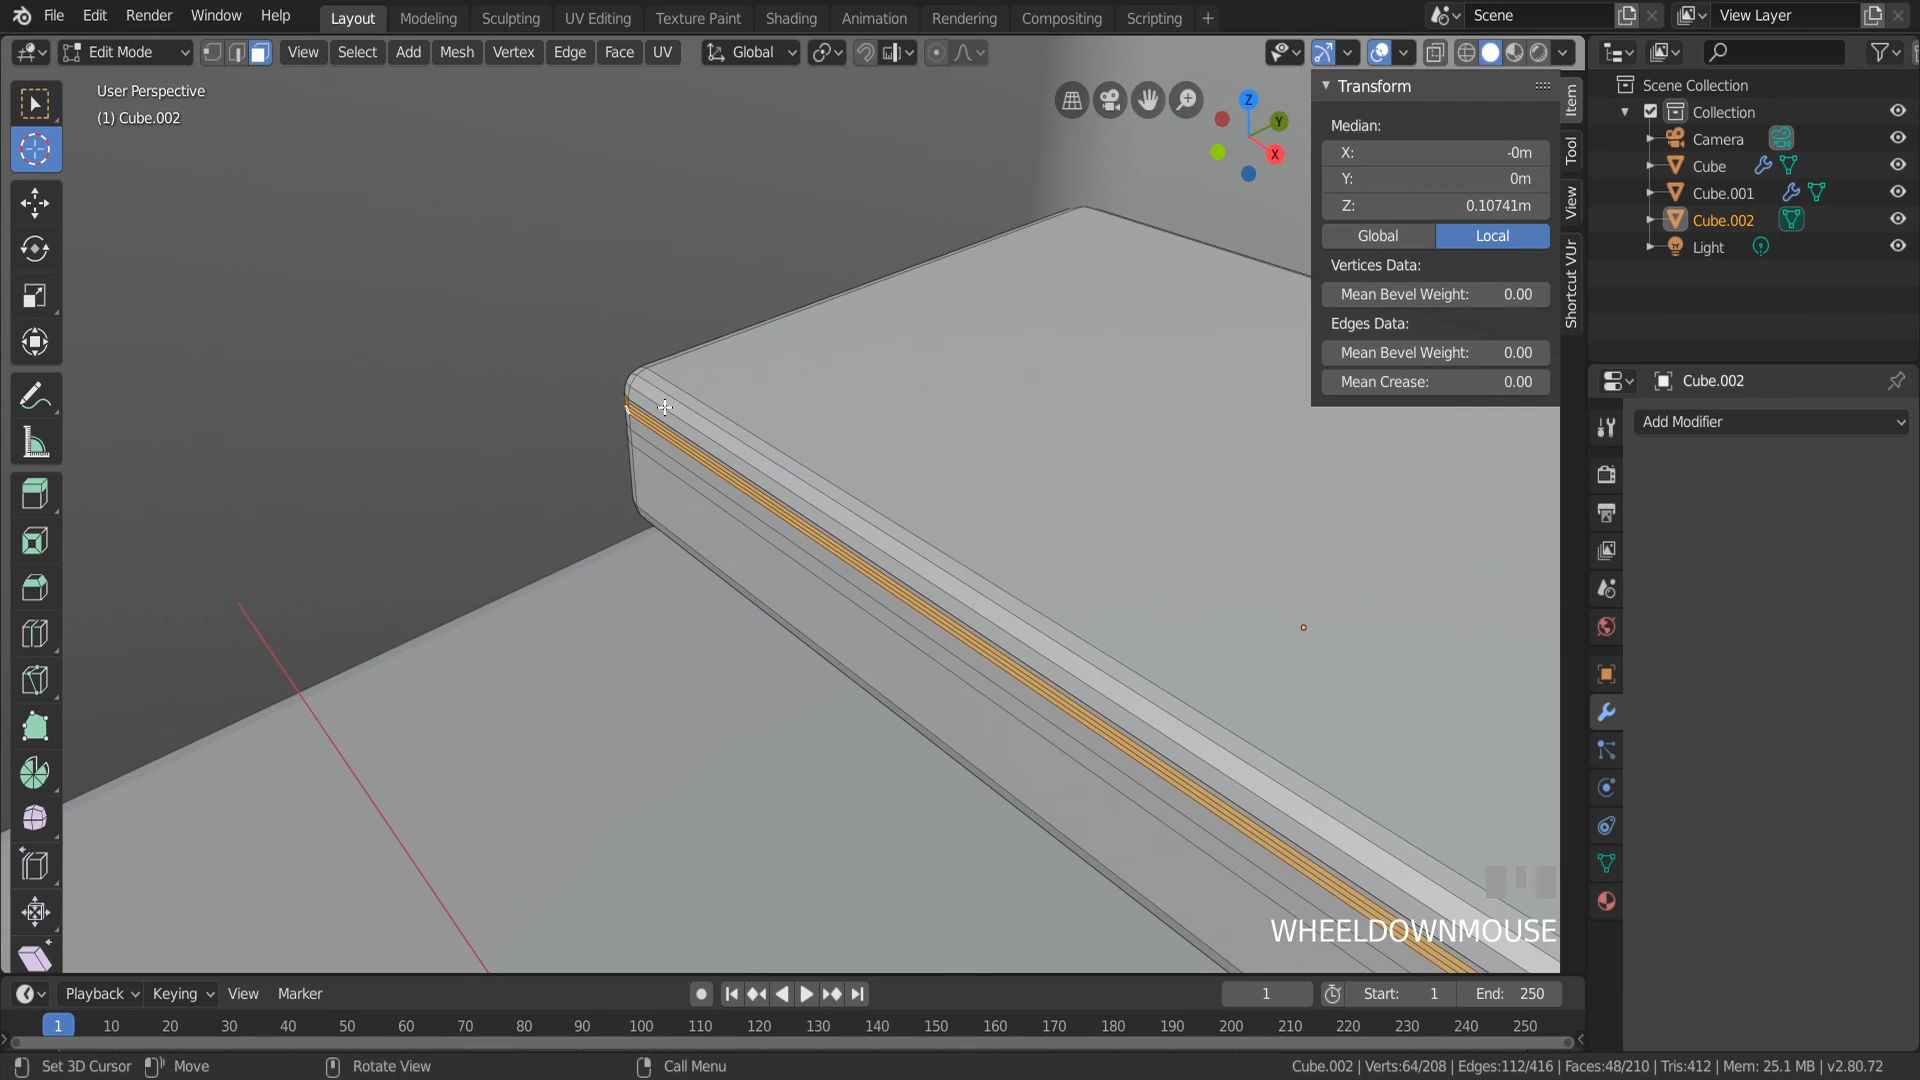 File Edit Render Window Help Layout Modeling Sculpting UV Editing Texture Paint Shading Animation Rendering Compositing Scripting + Scene View Layer
Edit Mode View Select Add Mesh Vertex Edge Face UV Global
User Perspective
(1) Cube.002
Z
Y
X
Transform
Median:
X: -0m
Y: 0m
Z: 0.10741m
Global Local
Vertices Data:
Mean Bevel Weight: 0.00
Edges Data:
Mean Bevel Weight: 0.00
Mean Crease: 0.00
Item
Tool
View
Shortcut VUr
Scene Collection
Collection
Camera
Cube
Cube.001
Cube.002
Light
Cube.002
Add Modifier
WHEELDOWNMOUSE
Playback Keying View Marker 1 Start: 1 End: 250
1 10 20 30 40 50 60 70 80 90 100 110 120 130 140 150 160 170 180 190 200 210 220 230 240 250
Set 3D Cursor Move Rotate View Call Menu Cube.002 | Verts:64/208 | Edges:112/416 | Faces:48/210 | Tris:412 | Mem: 25.1 MB | v2.80.72